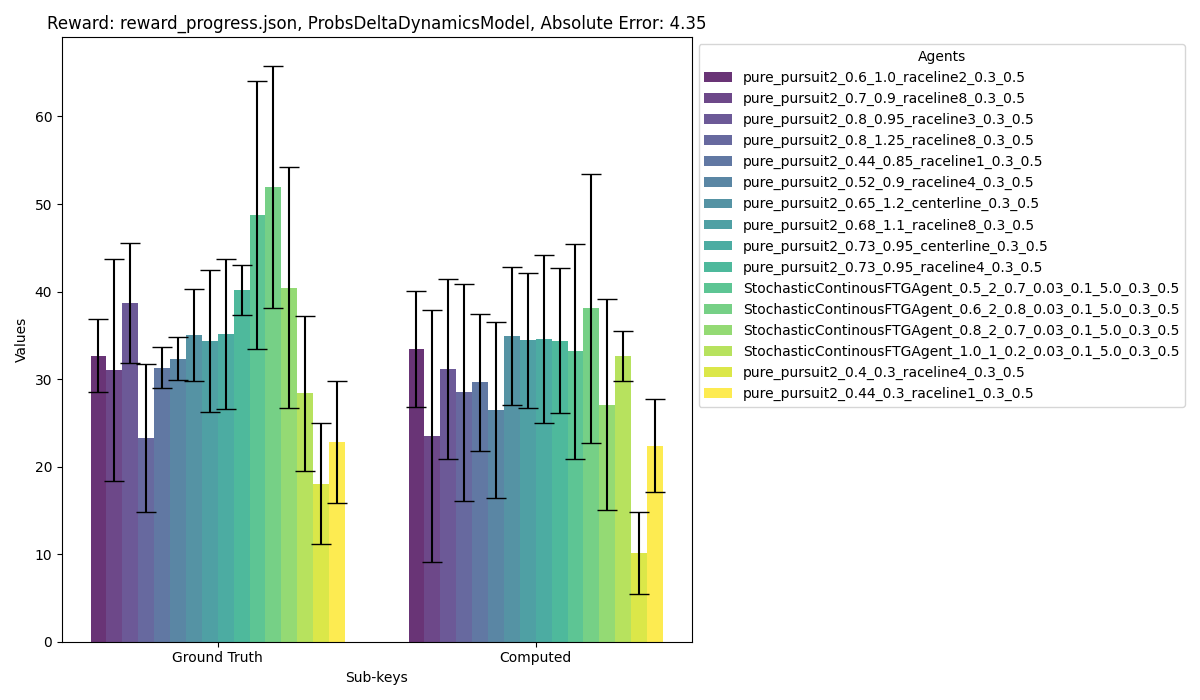 Reward: reward_progress.json, ProbsDeltaDynamicsModel, Absolute Error: 4.35
Values
60
50
40
30
20
10
0
Ground Truth
Computed
Sub-keys
Agents
pure_pursuit2_0.6_1.0_raceline2_0.3_0.5
pure_pursuit2_0.7_0.9_raceline8_0.3_0.5
pure_pursuit2_0.8_0.95_raceline3_0.3_0.5
pure_pursuit2_0.8_1.25_raceline8_0.3_0.5
pure_pursuit2_0.44_0.85_raceline1_0.3_0.5
pure_pursuit2_0.52_0.9_raceline4_0.3_0.5
pure_pursuit2_0.65_1.2_centerline_0.3_0.5
pure_pursuit2_0.68_1.1_raceline8_0.3_0.5
pure_pursuit2_0.73_0.95_centerline_0.3_0.5
pure_pursuit2_0.73_0.95_raceline4_0.3_0.5
StochasticContinousFTGAgent_0.5_2_0.7_0.03_0.1_5.0_0.3_0.5
StochasticContinousFTGAgent_0.6_2_0.8_0.03_0.1_5.0_0.3_0.5
StochasticContinousFTGAgent_0.8_2_0.7_0.03_0.1_5.0_0.3_0.5
StochasticContinousFTGAgent_1.0_1_0.2_0.03_0.1_5.0_0.3_0.5
pure_pursuit2_0.4_0.3_raceline4_0.3_0.5
pure_pursuit2_0.44_0.3_raceline1_0.3_0.5